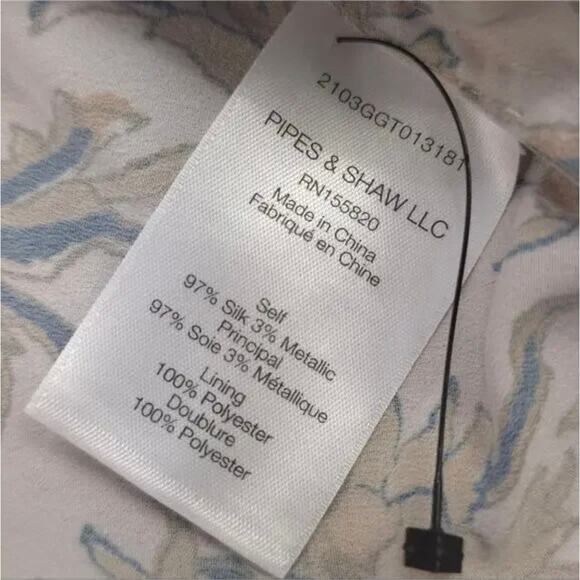 2103GGT013181
PIPES & SHAW LLC
RN155820
Made in China
Fabriqué en Chine
Self
97% Silk 3% Metallic
Principal
97% Soie 3% Métallique
Lining
100% Polyester
Doublure
100% Polyester